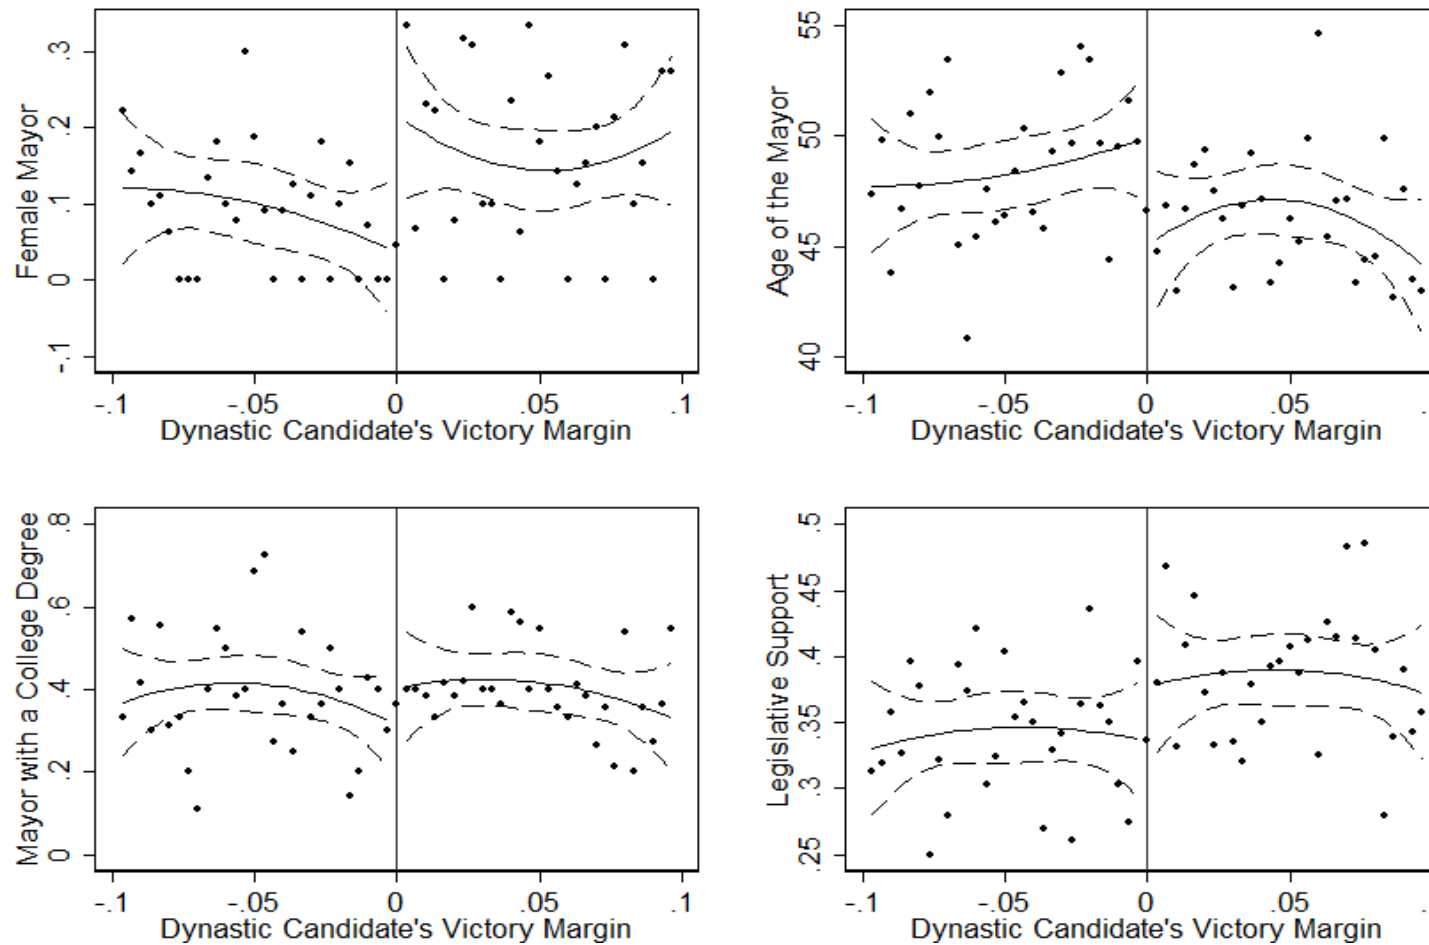 Female Mayor
.3
.2
.1
0
-.1
-.1 -.05 0 .05 .1
Dynastic Candidate's Victory Margin
Age of the Mayor
55
50
45
40
-.1 -.05 0 .05 .
Dynastic Candidate's Victory Margin
Mayor with a College Degree
.8
.6
.4
.2
0
-.1 -.05 0 .05 .1
Dynastic Candidate's Victory Margin
Legislative Support
.5
.45
.4
.35
.3
.25
-.1 -.05 0 .05 .
Dynastic Candidate's Victory Margin